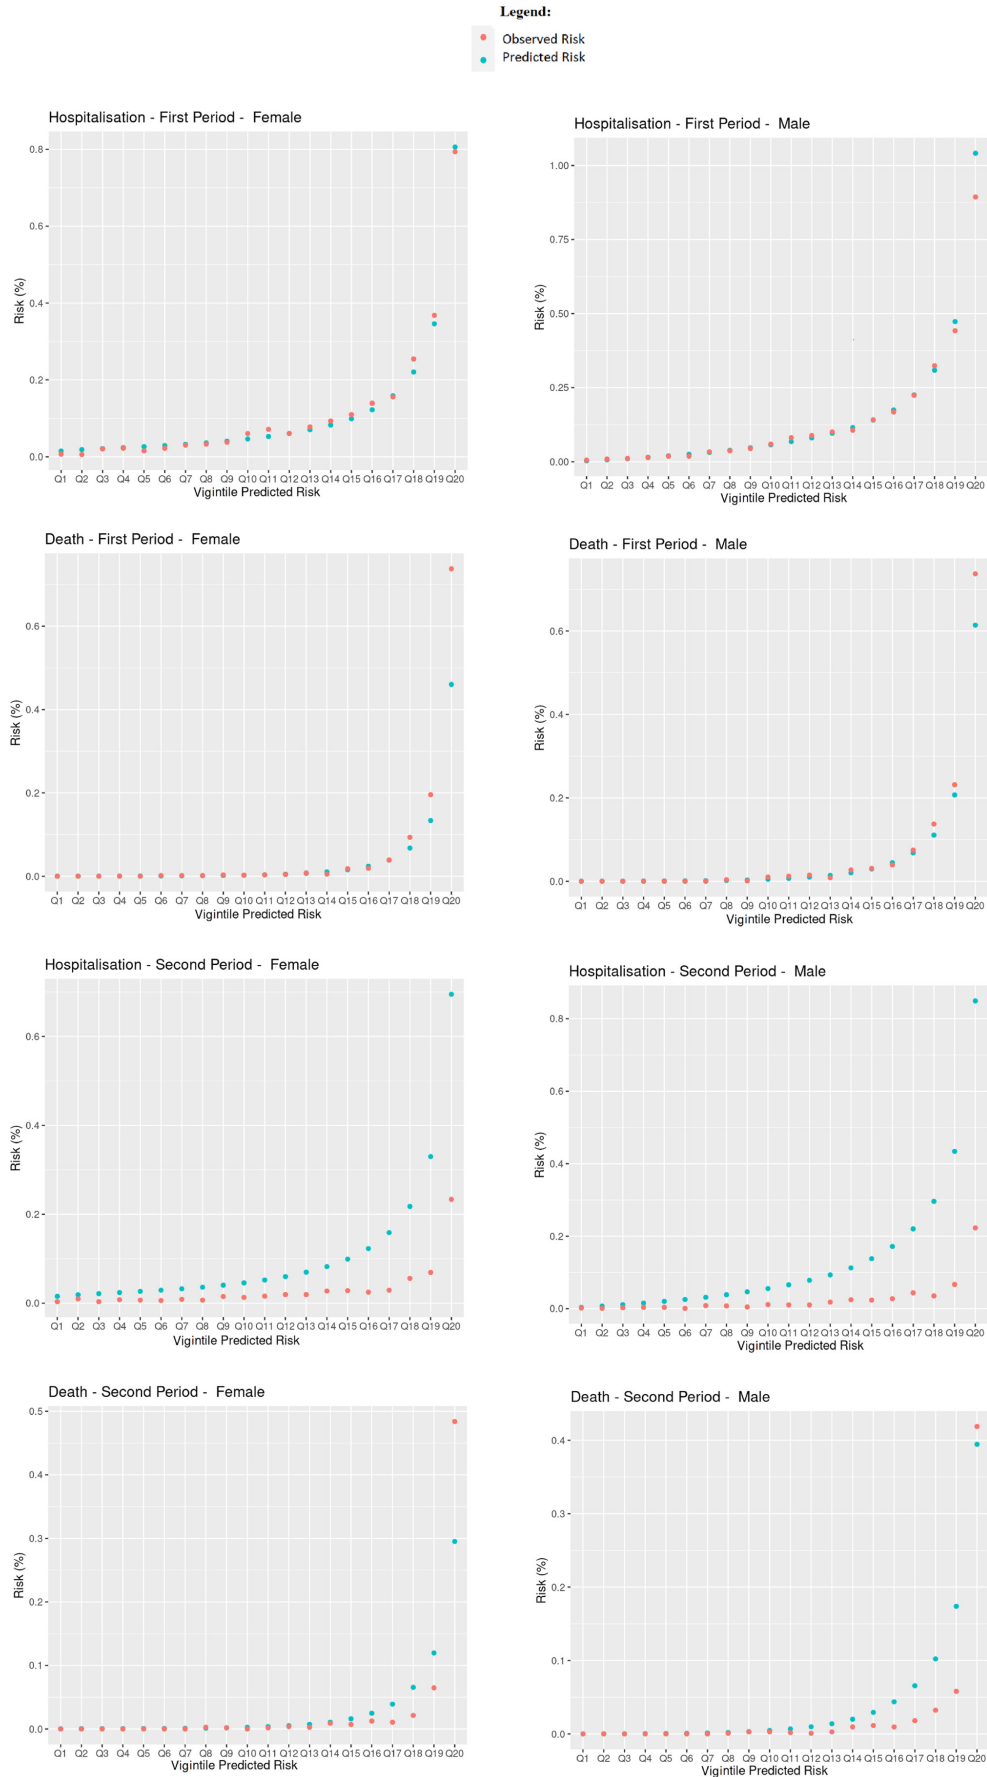 Legend:
Observed Risk
Predicted Risk
Hospitalisation - First Period - Female
Risk (%)
0.8
0.6
0.4
0.2
0.0
Q1 Q2 Q3 Q4 Q5 Q6 Q7 Q8 Q9 Q10 Q11 Q12 Q13 Q14 Q15 Q16 Q17 Q18 Q19 Q20
Vigintile Predicted Risk
Hospitalisation - First Period - Male
Risk (%)
1.00
0.75
0.50
0.25
0.00
Q1 Q2 Q3 Q4 Q5 Q6 Q7 Q8 Q9 Q10 Q11 Q12 Q13 Q14 Q15 Q16 Q17 Q18 Q19 Q20
Vigintile Predicted Risk
Death - First Period - Female
Risk (%)
0.6
0.4
0.2
0.0
Q1 Q2 Q3 Q4 Q5 Q6 Q7 Q8 Q9 Q10 Q11 Q12 Q13 Q14 Q15 Q16 Q17 Q18 Q19 Q20
Vigintile Predicted Risk
Death - First Period - Male
Risk (%)
0.6
0.4
0.2
0.0
Q1 Q2 Q3 Q4 Q5 Q6 Q7 Q8 Q9 Q10 Q11 Q12 Q13 Q14 Q15 Q16 Q17 Q18 Q19 Q20
Vigintile Predicted Risk
Hospitalisation - Second Period - Female
Risk (%)
0.6
0.4
0.2
0.0
Q1 Q2 Q3 Q4 Q5 Q6 Q7 Q8 Q9 Q10 Q11 Q12 Q13 Q14 Q15 Q16 Q17 Q18 Q19 Q20
Vigintile Predicted Risk
Hospitalisation - Second Period - Male
Risk (%)
0.8
0.6
0.4
0.2
0.0
Q1 Q2 Q3 Q4 Q5 Q6 Q7 Q8 Q9 Q10 Q11 Q12 Q13 Q14 Q15 Q16 Q17 Q18 Q19 Q20
Vigintile Predicted Risk
Death - Second Period - Female
Risk (%)
0.5
0.4
0.3
0.2
0.1
0.0
Q1 Q2 Q3 Q4 Q5 Q6 Q7 Q8 Q9 Q10 Q11 Q12 Q13 Q14 Q15 Q16 Q17 Q18 Q19 Q20
Vigintile Predicted Risk
Death - Second Period - Male
Risk (%)
0.4
0.3
0.2
0.1
0.0
Q1 Q2 Q3 Q4 Q5 Q6 Q7 Q8 Q9 Q10 Q11 Q12 Q13 Q14 Q15 Q16 Q17 Q18 Q19 Q20
Vigintile Predicted Risk